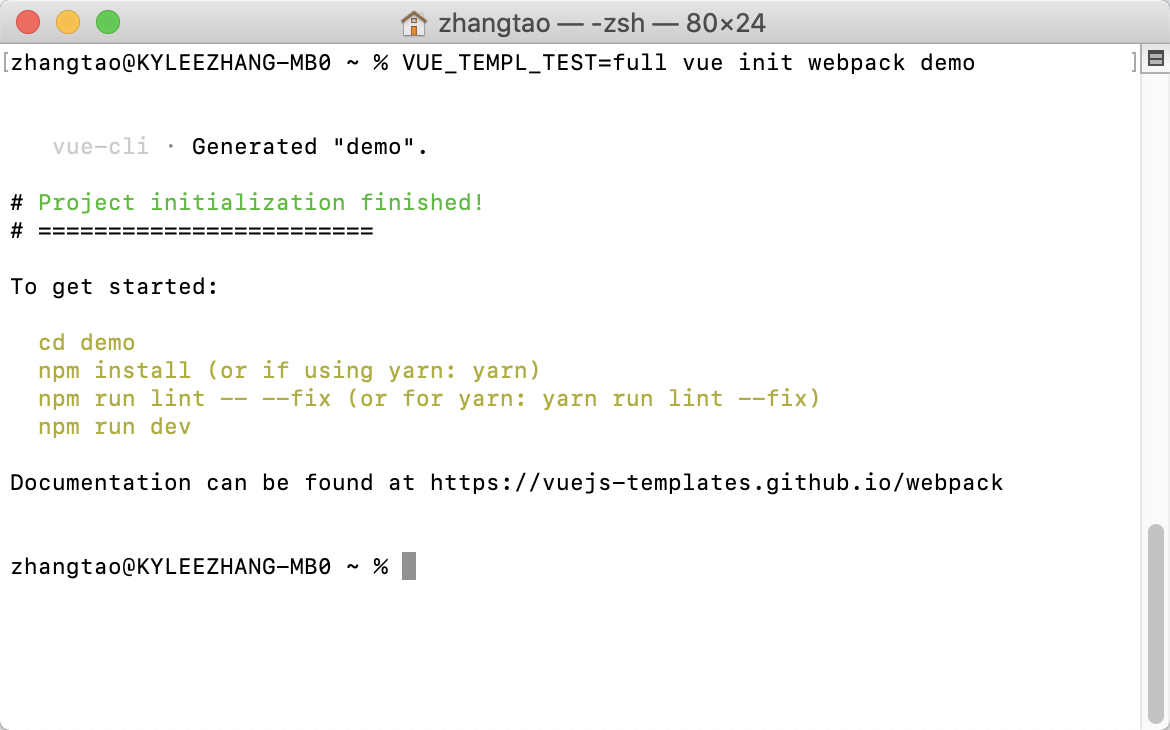 zhangtao — -zsh — 80×24
[zhangtao@KYLEEZHANG-MB0 ~ % VUE_TEMPL_TEST=full vue init webpack demo ]
vue-cli · Generated "demo".
# Project initialization finished!
# ========================
To get started:
cd demo
npm install (or if using yarn: yarn)
npm run lint -- --fix (or for yarn: yarn run lint --fix)
npm run dev
Documentation can be found at https://vuejs-templates.github.io/webpack
zhangtao@KYLEEZHANG-MB0 ~ %